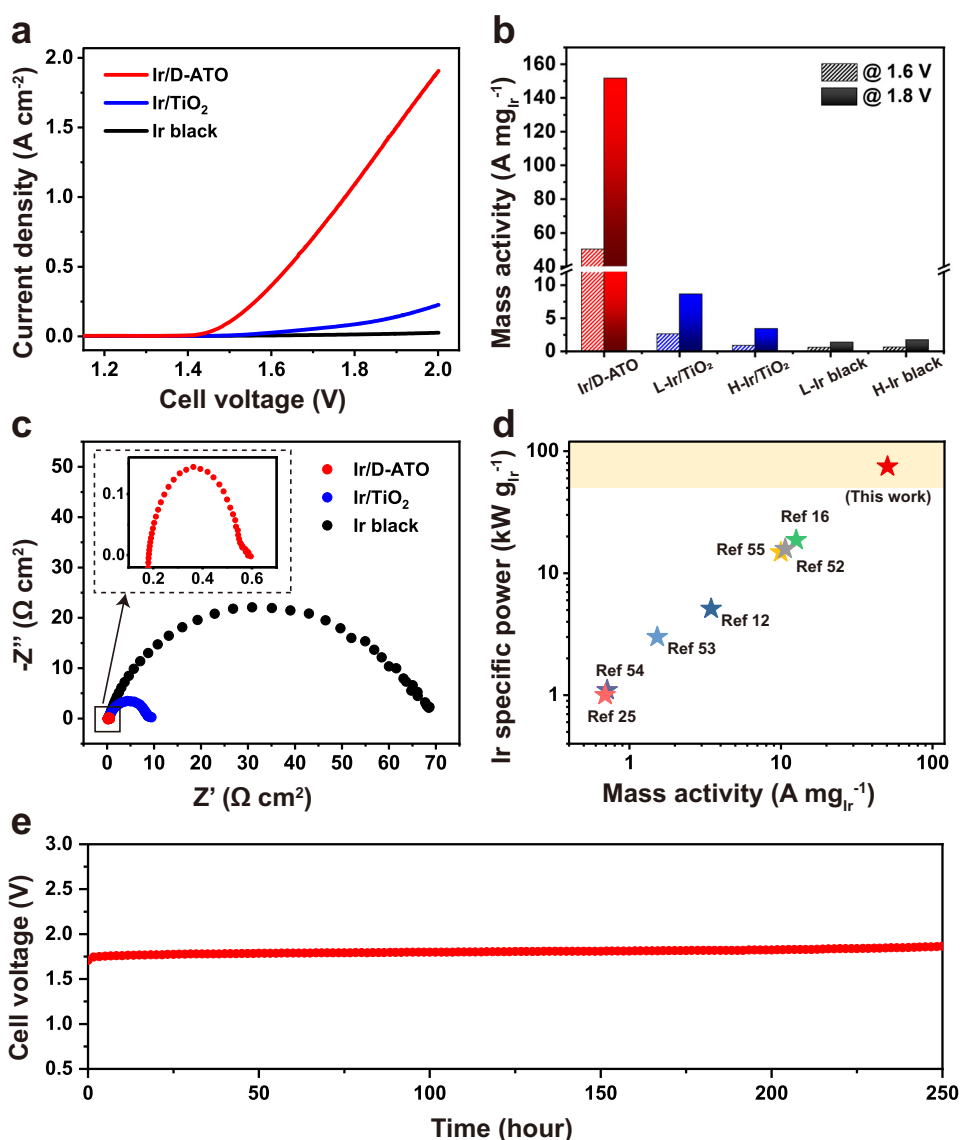 a
Ir/D-ATO
Ir/TiO₂
Ir black
Current density (A cm⁻²)
2.0
1.5
1.0
0.5
0.0
1.2 1.4 1.6 1.8 2.0
Cell voltage (V)
b
@ 1.6 V
@ 1.8 V
Mass activity (A mg_Ir⁻¹)
160
140
120
100
80
60
40
10
5
0
Ir/D-ATO L-Ir/TiO₂ H-Ir/TiO₂ L-Ir black H-Ir black
c
Ir/D-ATO
Ir/TiO₂
Ir black
-Z'' (Ω cm²)
50
40
30
20
10
0
0.1
0.0
0.2 0.4 0.6
0 10 20 30 40 50 60 70
Z' (Ω cm²)
d
Ir specific power (kW g_Ir⁻¹)
100
10
1
(This work)
Ref 16
Ref 55
Ref 52
Ref 12
Ref 53
Ref 54
Ref 25
1 10 100
Mass activity (A mg_Ir⁻¹)
e
Cell voltage (V)
3.0
2.5
2.0
1.5
1.0
0.5
0 50 100 150 200 250
Time (hour)